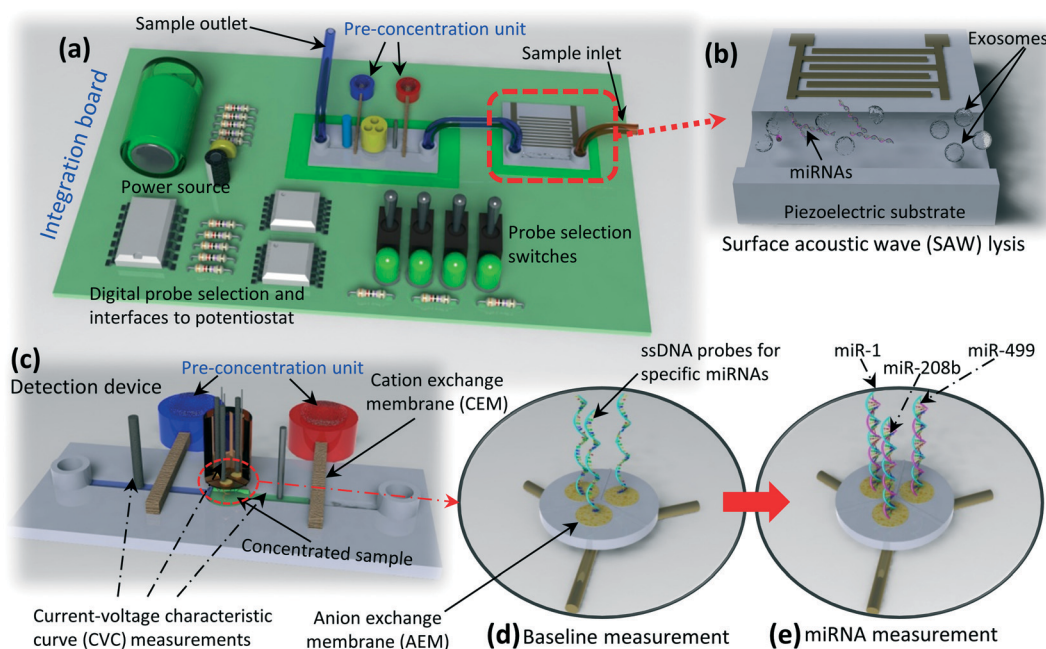 (a)
Sample outlet
Pre-concentration unit
Sample inlet
Integration board
Power source
Probe selection
switches
Digital probe selection and
interfaces to potentiostat
(b)
Exosomes
miRNAs
Piezoelectric substrate
Surface acoustic wave (SAW) lysis
(c)
Detection device
Pre-concentration unit
Cation exchange
membrane (CEM)
Concentrated sample
Current-voltage characteristic
curve (CVC) measurements
ssDNA probes for
specific miRNAs
Anion exchange
membrane (AEM)
(d) Baseline measurement
miR-1
miR-208b
miR-499
(e) miRNA measurement